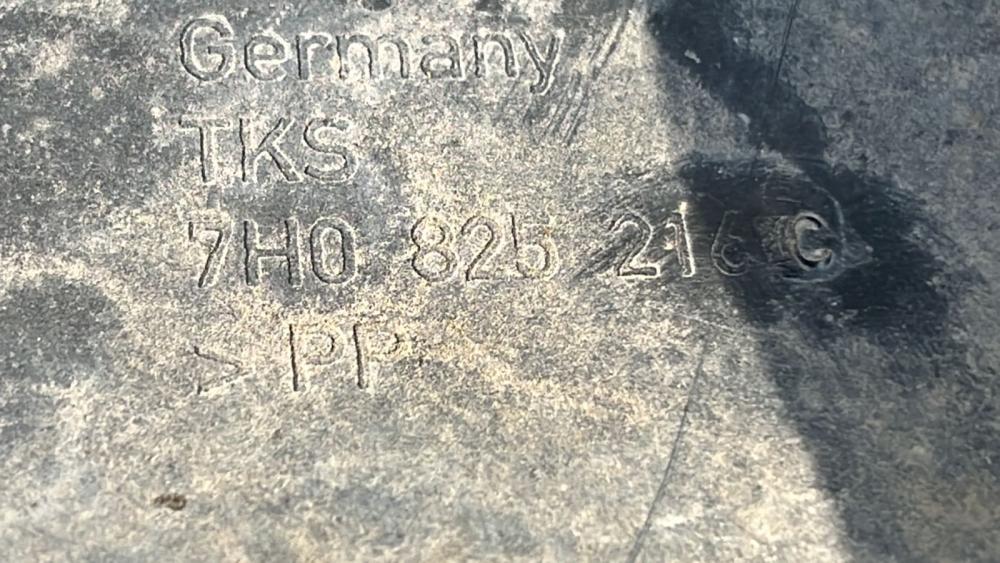 Germany
TKS
7H0 825 216 C
>PP